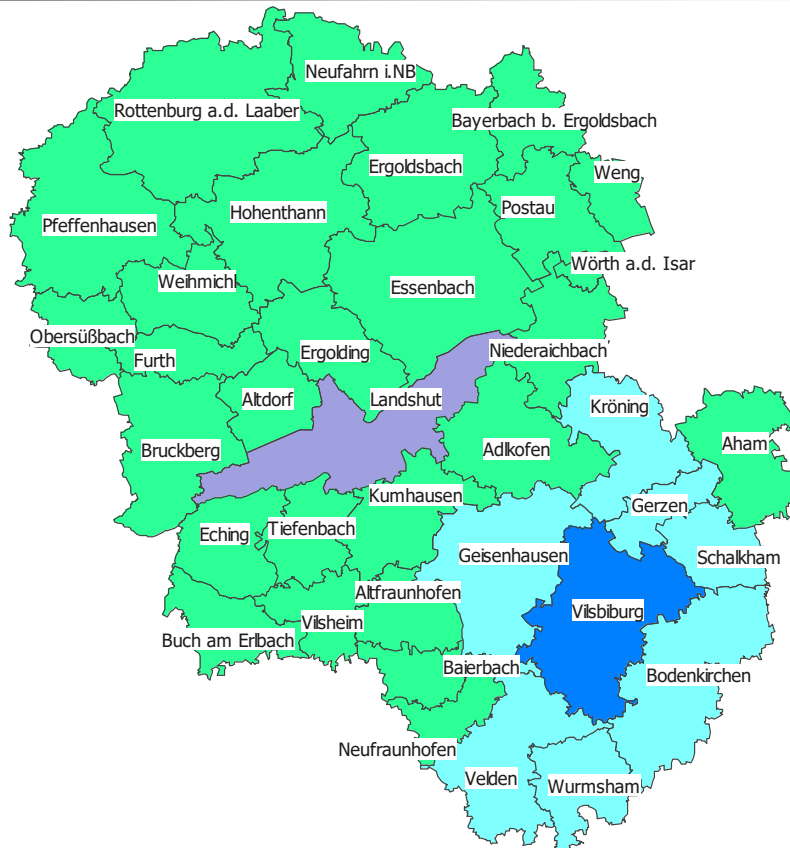 Neufahrn i.NB
Rottenburg a.d. Laaber
Bayerbach b. Ergoldsbach
Ergoldsbach
Weng
Hohenthann
Postau
Pfeffenhausen
Wörth a.d. Isar
Weihmichl
Essenbach
Obersüßbach
Ergolding
Niederaichbach
Furth
Altdorf
Landshut
Kröning
Bruckberg
Adlkofen
Aham
Kumhausen
Gerzen
Eching
Tiefenbach
Geisenhausen
Schalkham
Altfraunhofen
Vilsbiburg
Vilsheim
Buch am Erlbach
Baierbach
Bodenkirchen
Neufraunhofen
Velden
Wurmsham